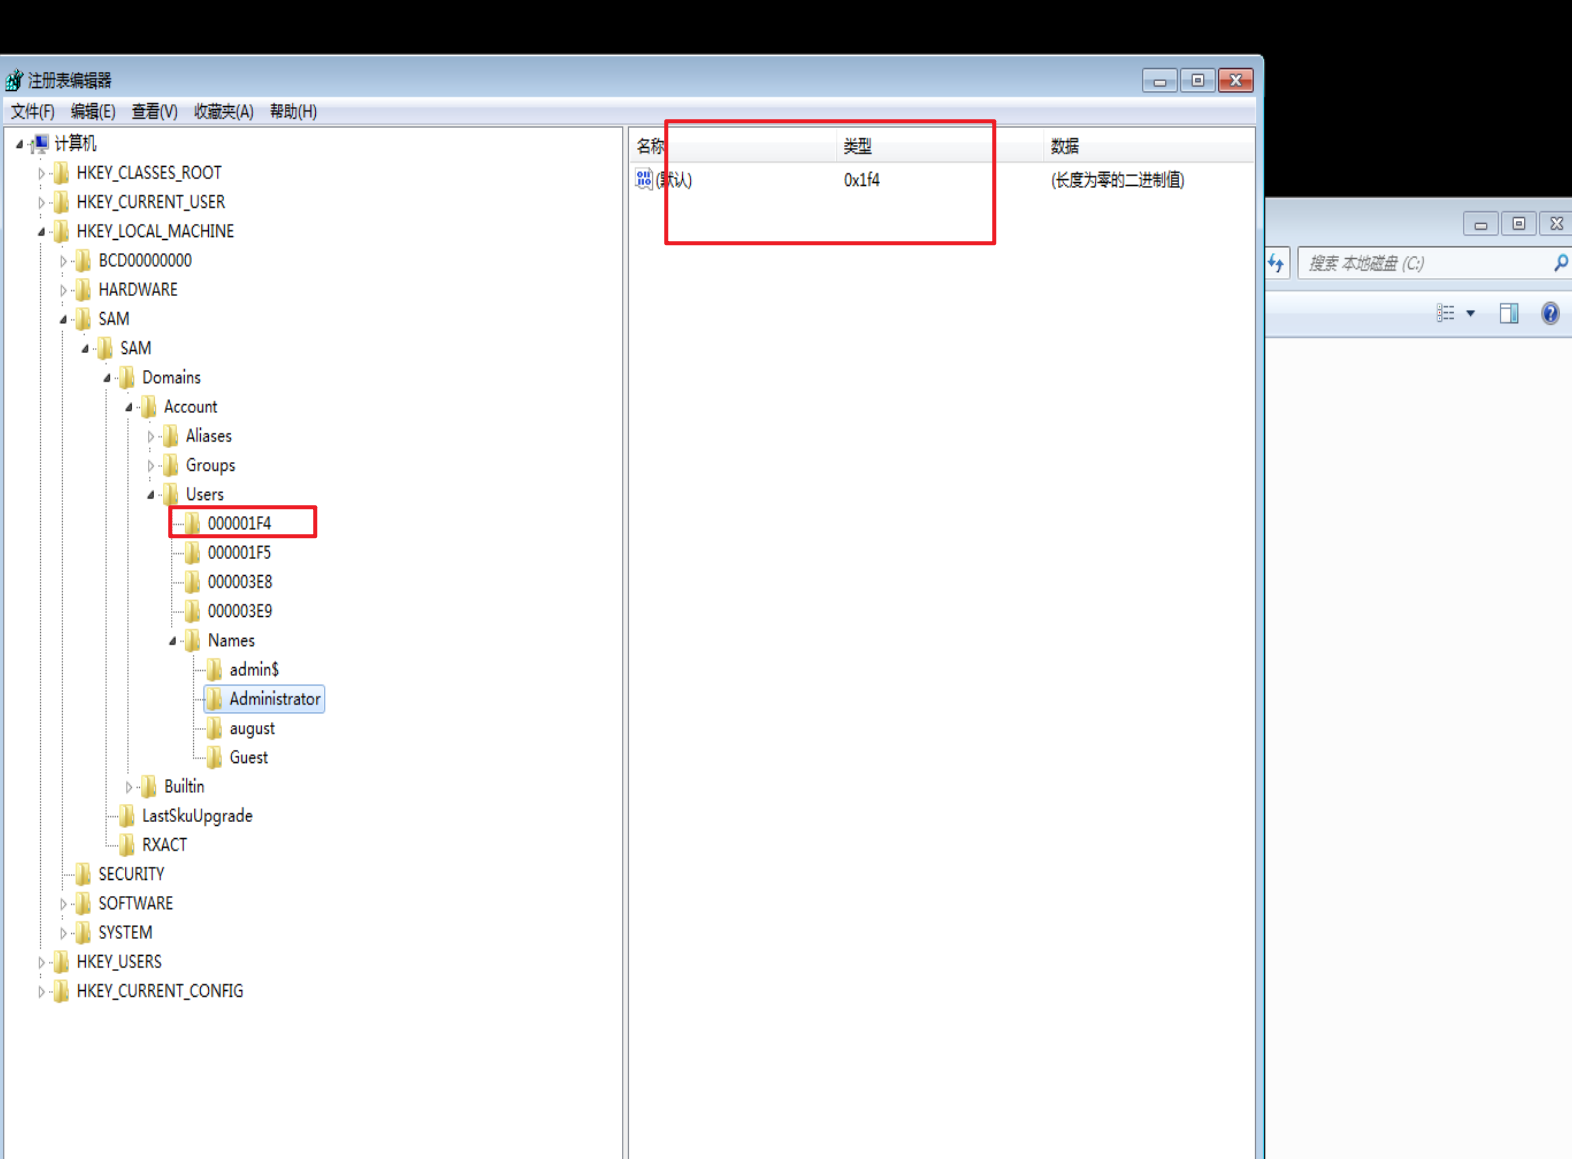 注册表编辑器
文件(F) 编辑(E) 查看(V) 收藏夹(A) 帮助(H)
计算机
HKEY_CLASSES_ROOT
HKEY_CURRENT_USER
HKEY_LOCAL_MACHINE
BCD00000000
HARDWARE
SAM
SAM
Domains
Account
Aliases
Groups
Users
000001F4
000001F5
000003E8
000003E9
Names
admin$
Administrator
august
Guest
Builtin
LastSkuUpgrade
RXACT
SECURITY
SOFTWARE
SYSTEM
HKEY_USERS
HKEY_CURRENT_CONFIG
名称 类型 数据
(默认) 0x1f4 (长度为零的二进制值)
搜索 本地磁盘 (C:)